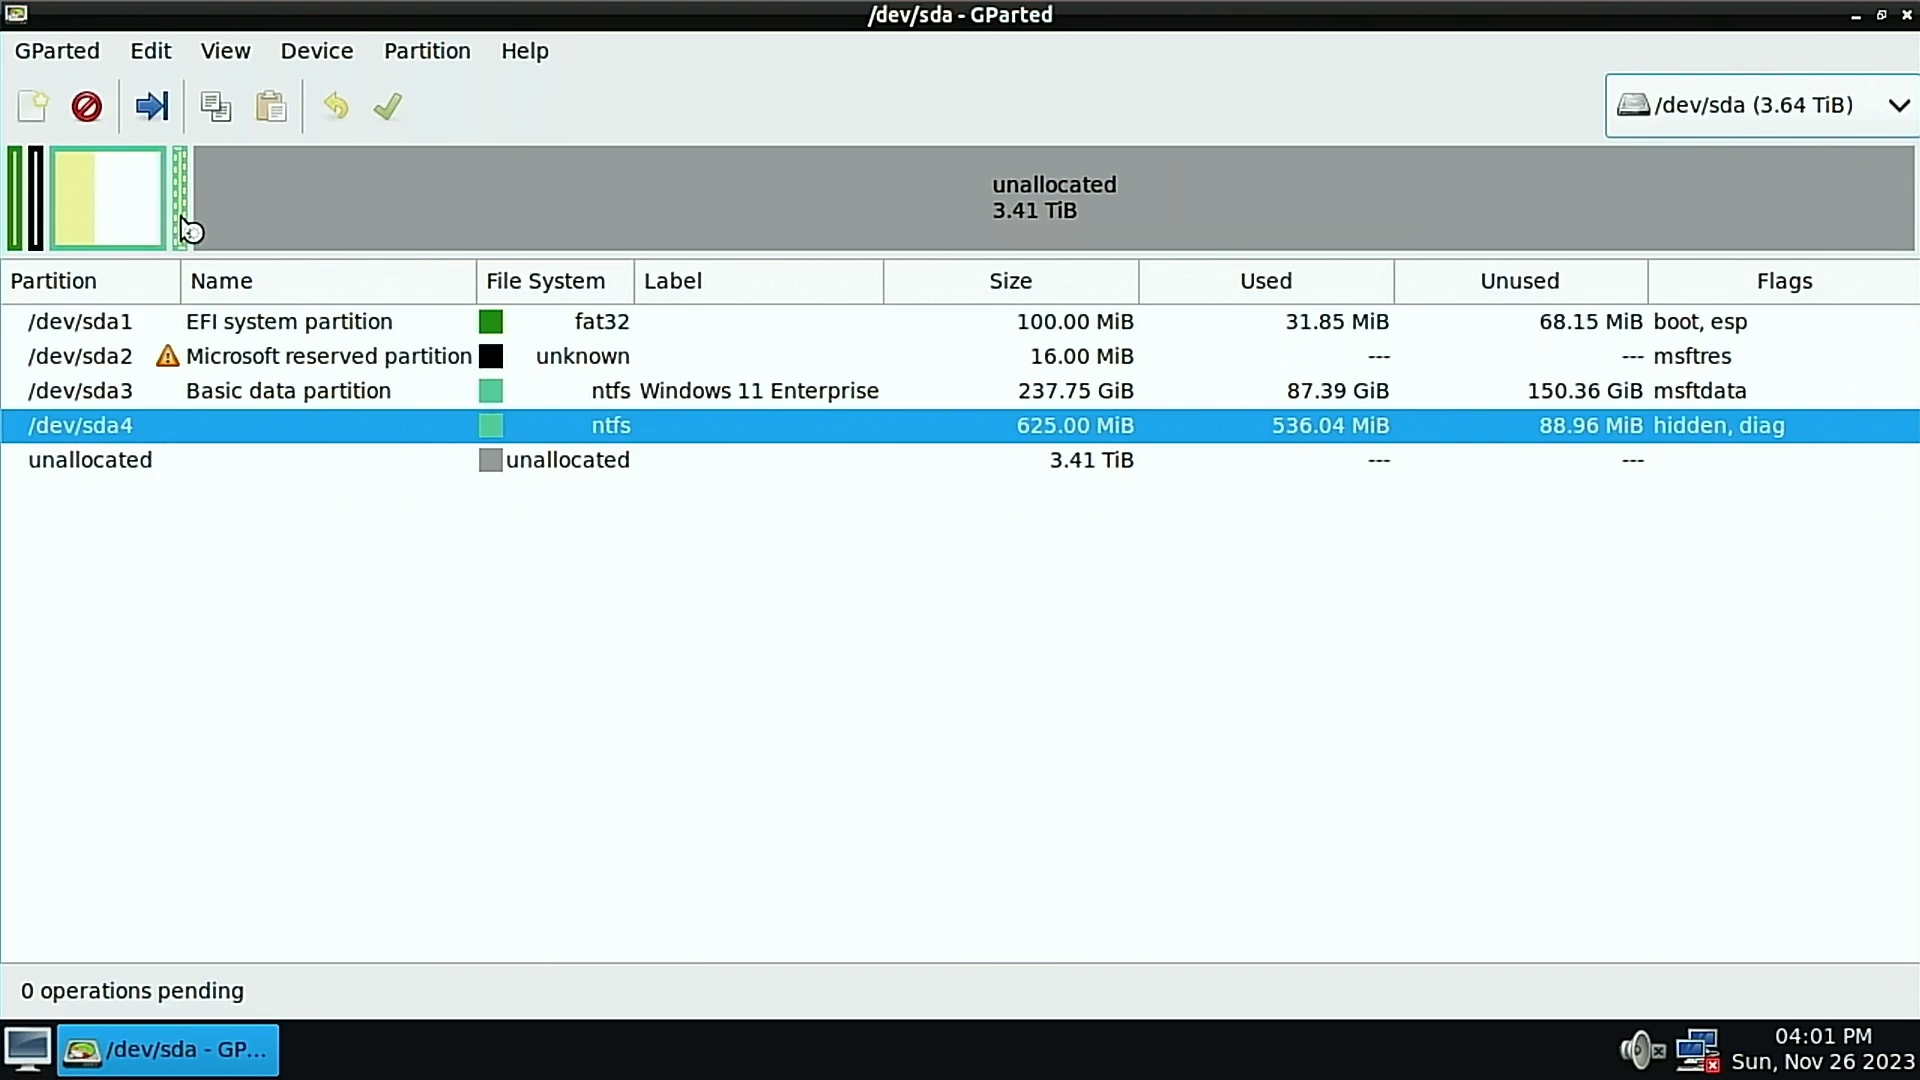 /dev/sda - GParted
GParted Edit View Device Partition Help
/dev/sda (3.64 TiB)
unallocated
3.41 TiB
Partition Name File System Label Size Used Unused Flags
/dev/sda1 EFI system partition fat32 100.00 MiB 31.85 MiB 68.15 MiB boot, esp
/dev/sda2 Microsoft reserved partition unknown 16.00 MiB --- --- msftres
/dev/sda3 Basic data partition ntfs Windows 11 Enterprise 237.75 GiB 87.39 GiB 150.36 GiB msftdata
/dev/sda4 ntfs 625.00 MiB 536.04 MiB 88.96 MiB hidden, diag
unallocated unallocated 3.41 TiB --- ---
0 operations pending
/dev/sda - GP...
04:01 PM
Sun, Nov 26 2023